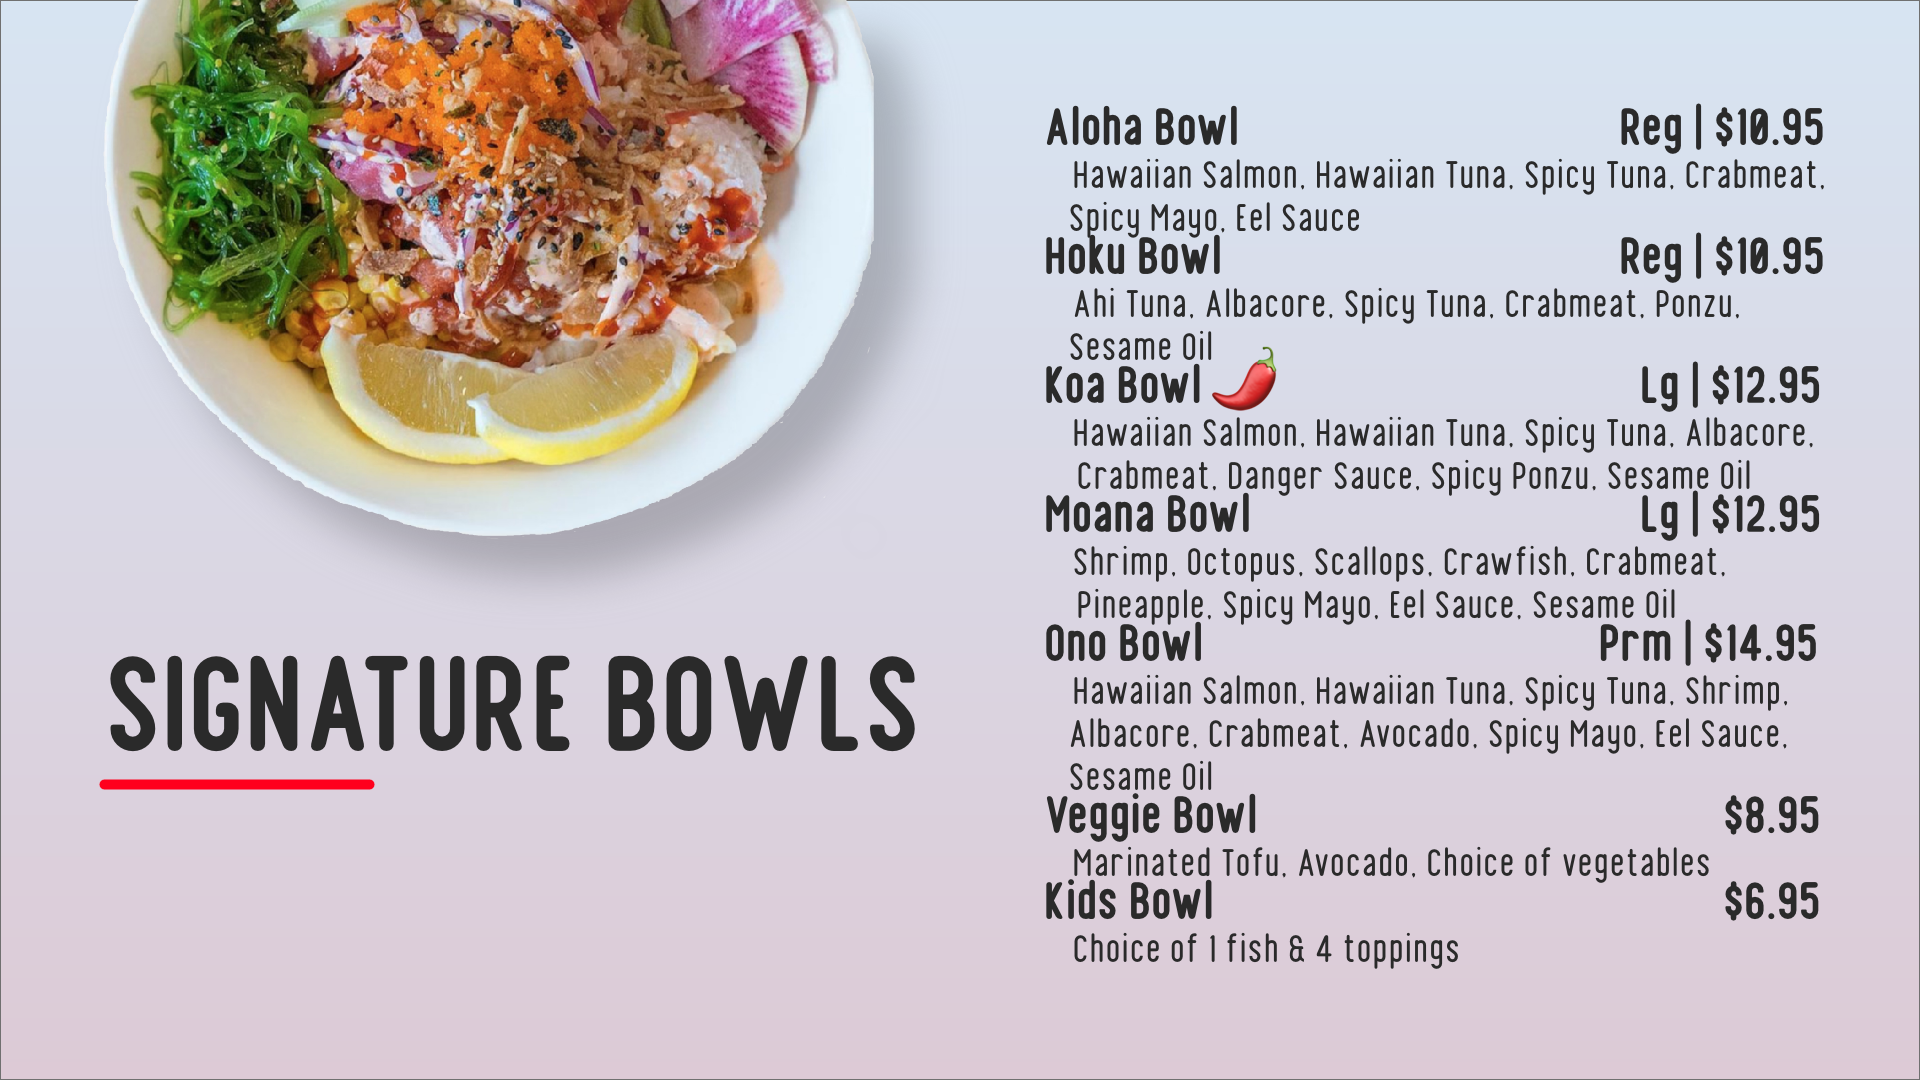 SIGNATURE BOWLS
Aloha Bowl Reg | $10.95
Hawaiian Salmon, Hawaiian Tuna, Spicy Tuna, Crabmeat,
Spicy Mayo, Eel Sauce
Hoku Bowl Reg | $10.95
Ahi Tuna, Albacore, Spicy Tuna, Crabmeat, Ponzu,
Sesame Oil
Koa Bowl 🌶️ Lg | $12.95
Hawaiian Salmon, Hawaiian Tuna, Spicy Tuna, Albacore,
Crabmeat, Danger Sauce, Spicy Ponzu, Sesame Oil
Moana Bowl Lg | $12.95
Shrimp, Octopus, Scallops, Crawfish, Crabmeat,
Pineapple, Spicy Mayo, Eel Sauce, Sesame Oil
Ono Bowl Prm | $14.95
Hawaiian Salmon, Hawaiian Tuna, Spicy Tuna, Shrimp,
Albacore, Crabmeat, Avocado, Spicy Mayo, Eel Sauce,
Sesame Oil
Veggie Bowl $8.95
Marinated Tofu, Avocado, Choice of vegetables
Kids Bowl $6.95
Choice of 1 fish & 4 toppings